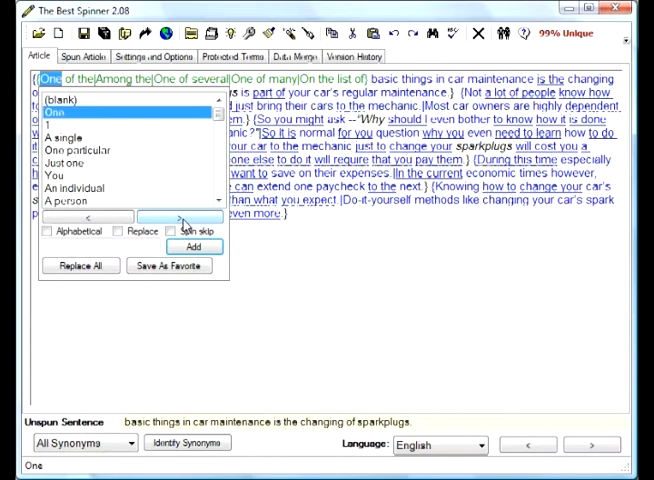 The Best Spinner 2.08
99% Unique
Article Spun Article Settings and Options Protected Terms Data Merge Version History
{{One of the|Among the|One of several|One of many|On the list of} basic things in car maintenance is the changing
is part of your car's regular maintenance.} {Not a lot of people know how
just bring their cars to the mechanic.|Most car owners are highly dependent
{So you might ask --"Why should I even bother to know how it is done
So it is normal for you question why you even need to learn how to do
your car to the mechanic just to change your sparkplugs will cost you a
one else to do it will require that you pay them.} {During this time especially
want to save on their expenses.|In the current economic times however,
can extend one paycheck to the next.} {Knowing how to change your car's
than what you expect.|Do-it-yourself methods like changing your car's spark
even more.}
(blank)
One
1
A single
One particular
Just one
You
An individual
A person
< >
Alphabetical Replace Spin skip
Add
Replace All Save As Favorite
Unspun Sentence basic things in car maintenance is the changing of sparkplugs.
All Synonyms Identify Synonyms Language: English < >
One